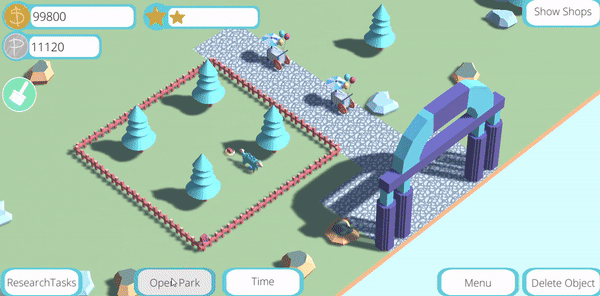 99800
Show Shops
11120
ResearchTasks
Open Park
Time
Menu
Delete Object